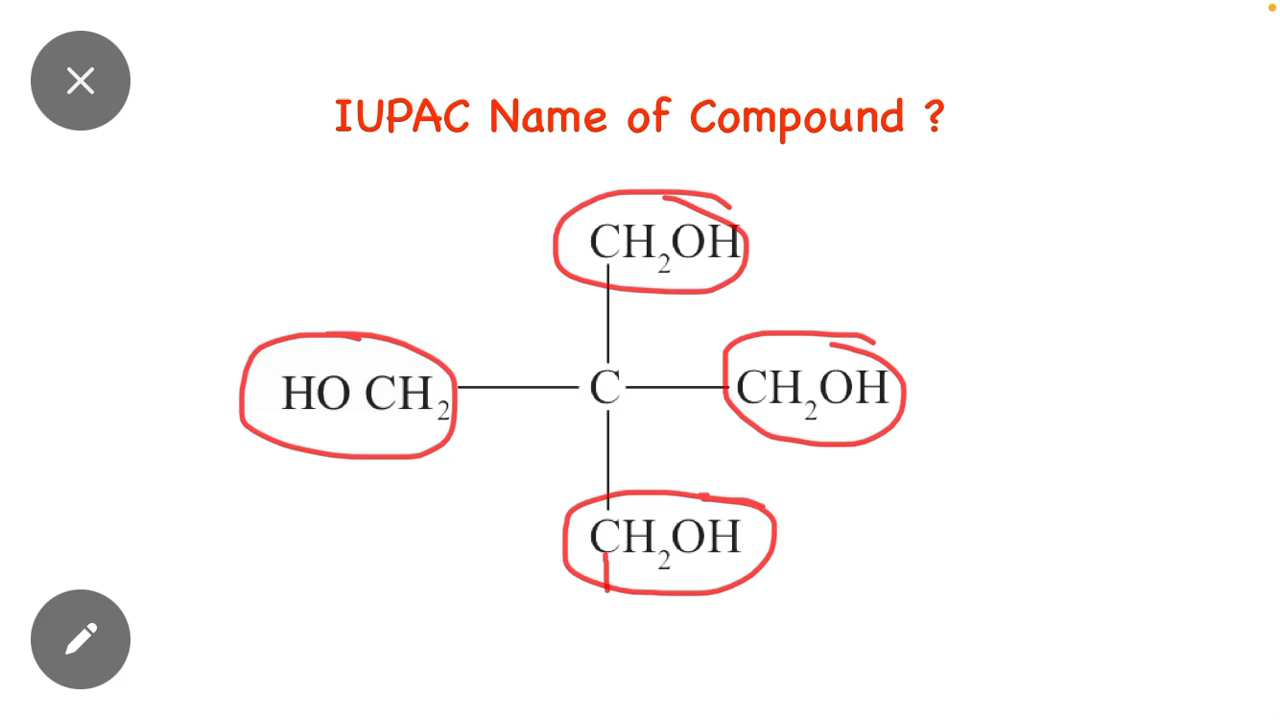 IUPAC Name of Compound ?
CH₂OH
HO CH₂ C CH₂OH
CH₂OH